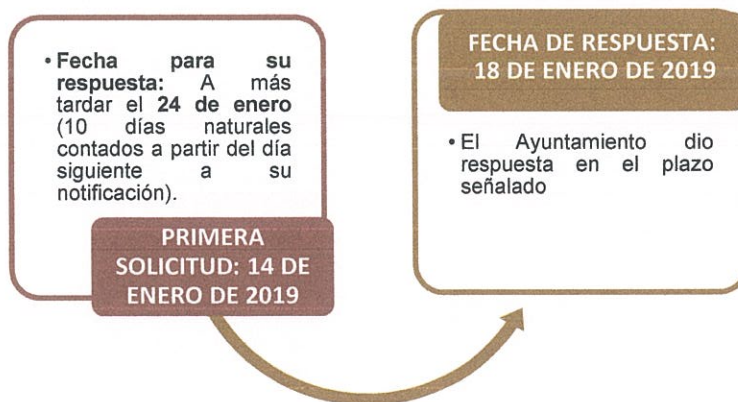 • Fecha para su
respuesta: A más
tardar el 24 de enero
(10 días naturales
contados a partir del día
siguiente a su
notificación).
PRIMERA
SOLICITUD: 14 DE
ENERO DE 2019
FECHA DE RESPUESTA:
18 DE ENERO DE 2019
• El Ayuntamiento dio
respuesta en el plazo
señalado